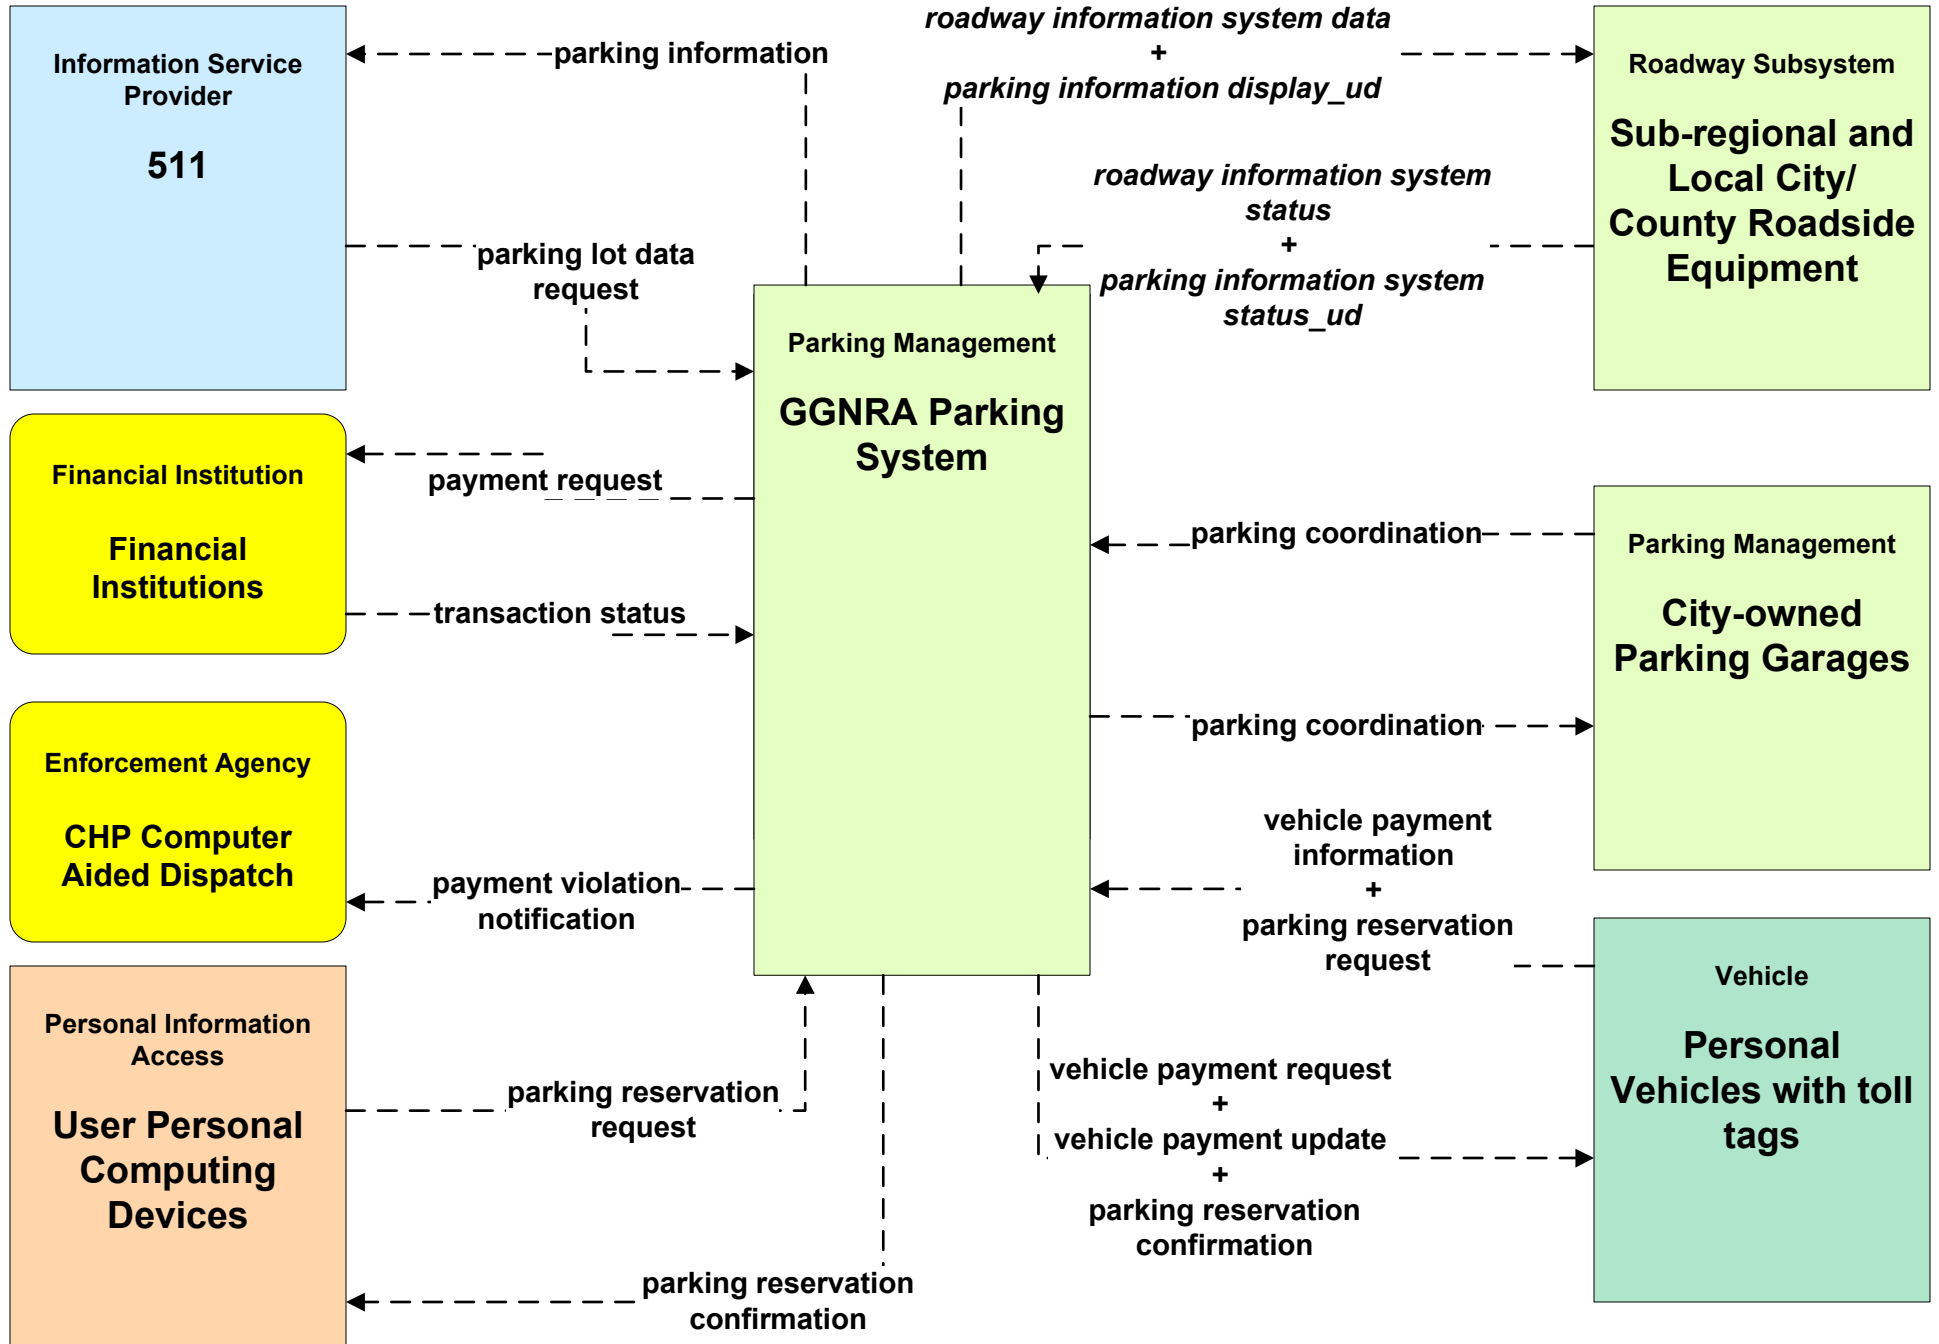 Information Service
Provider
511
parking information
parking lot data
request
roadway information system data
+
parking information display_ud
roadway information system
status
+
parking information system
status_ud
Roadway Subsystem
Sub-regional and
Local City/
County Roadside
Equipment
Parking Management
GGNRA Parking
System
Financial Institution
Financial
Institutions
payment request
transaction status
parking coordination
parking coordination
Parking Management
City-owned
Parking Garages
Enforcement Agency
CHP Computer
Aided Dispatch
payment violation
notification
vehicle payment
information
+
parking reservation
request
Vehicle
Personal
Vehicles with toll
tags
Personal Information
Access
User Personal
Computing
Devices
parking reservation
request
parking reservation
confirmation
vehicle payment request
+
vehicle payment update
+
parking reservation
confirmation